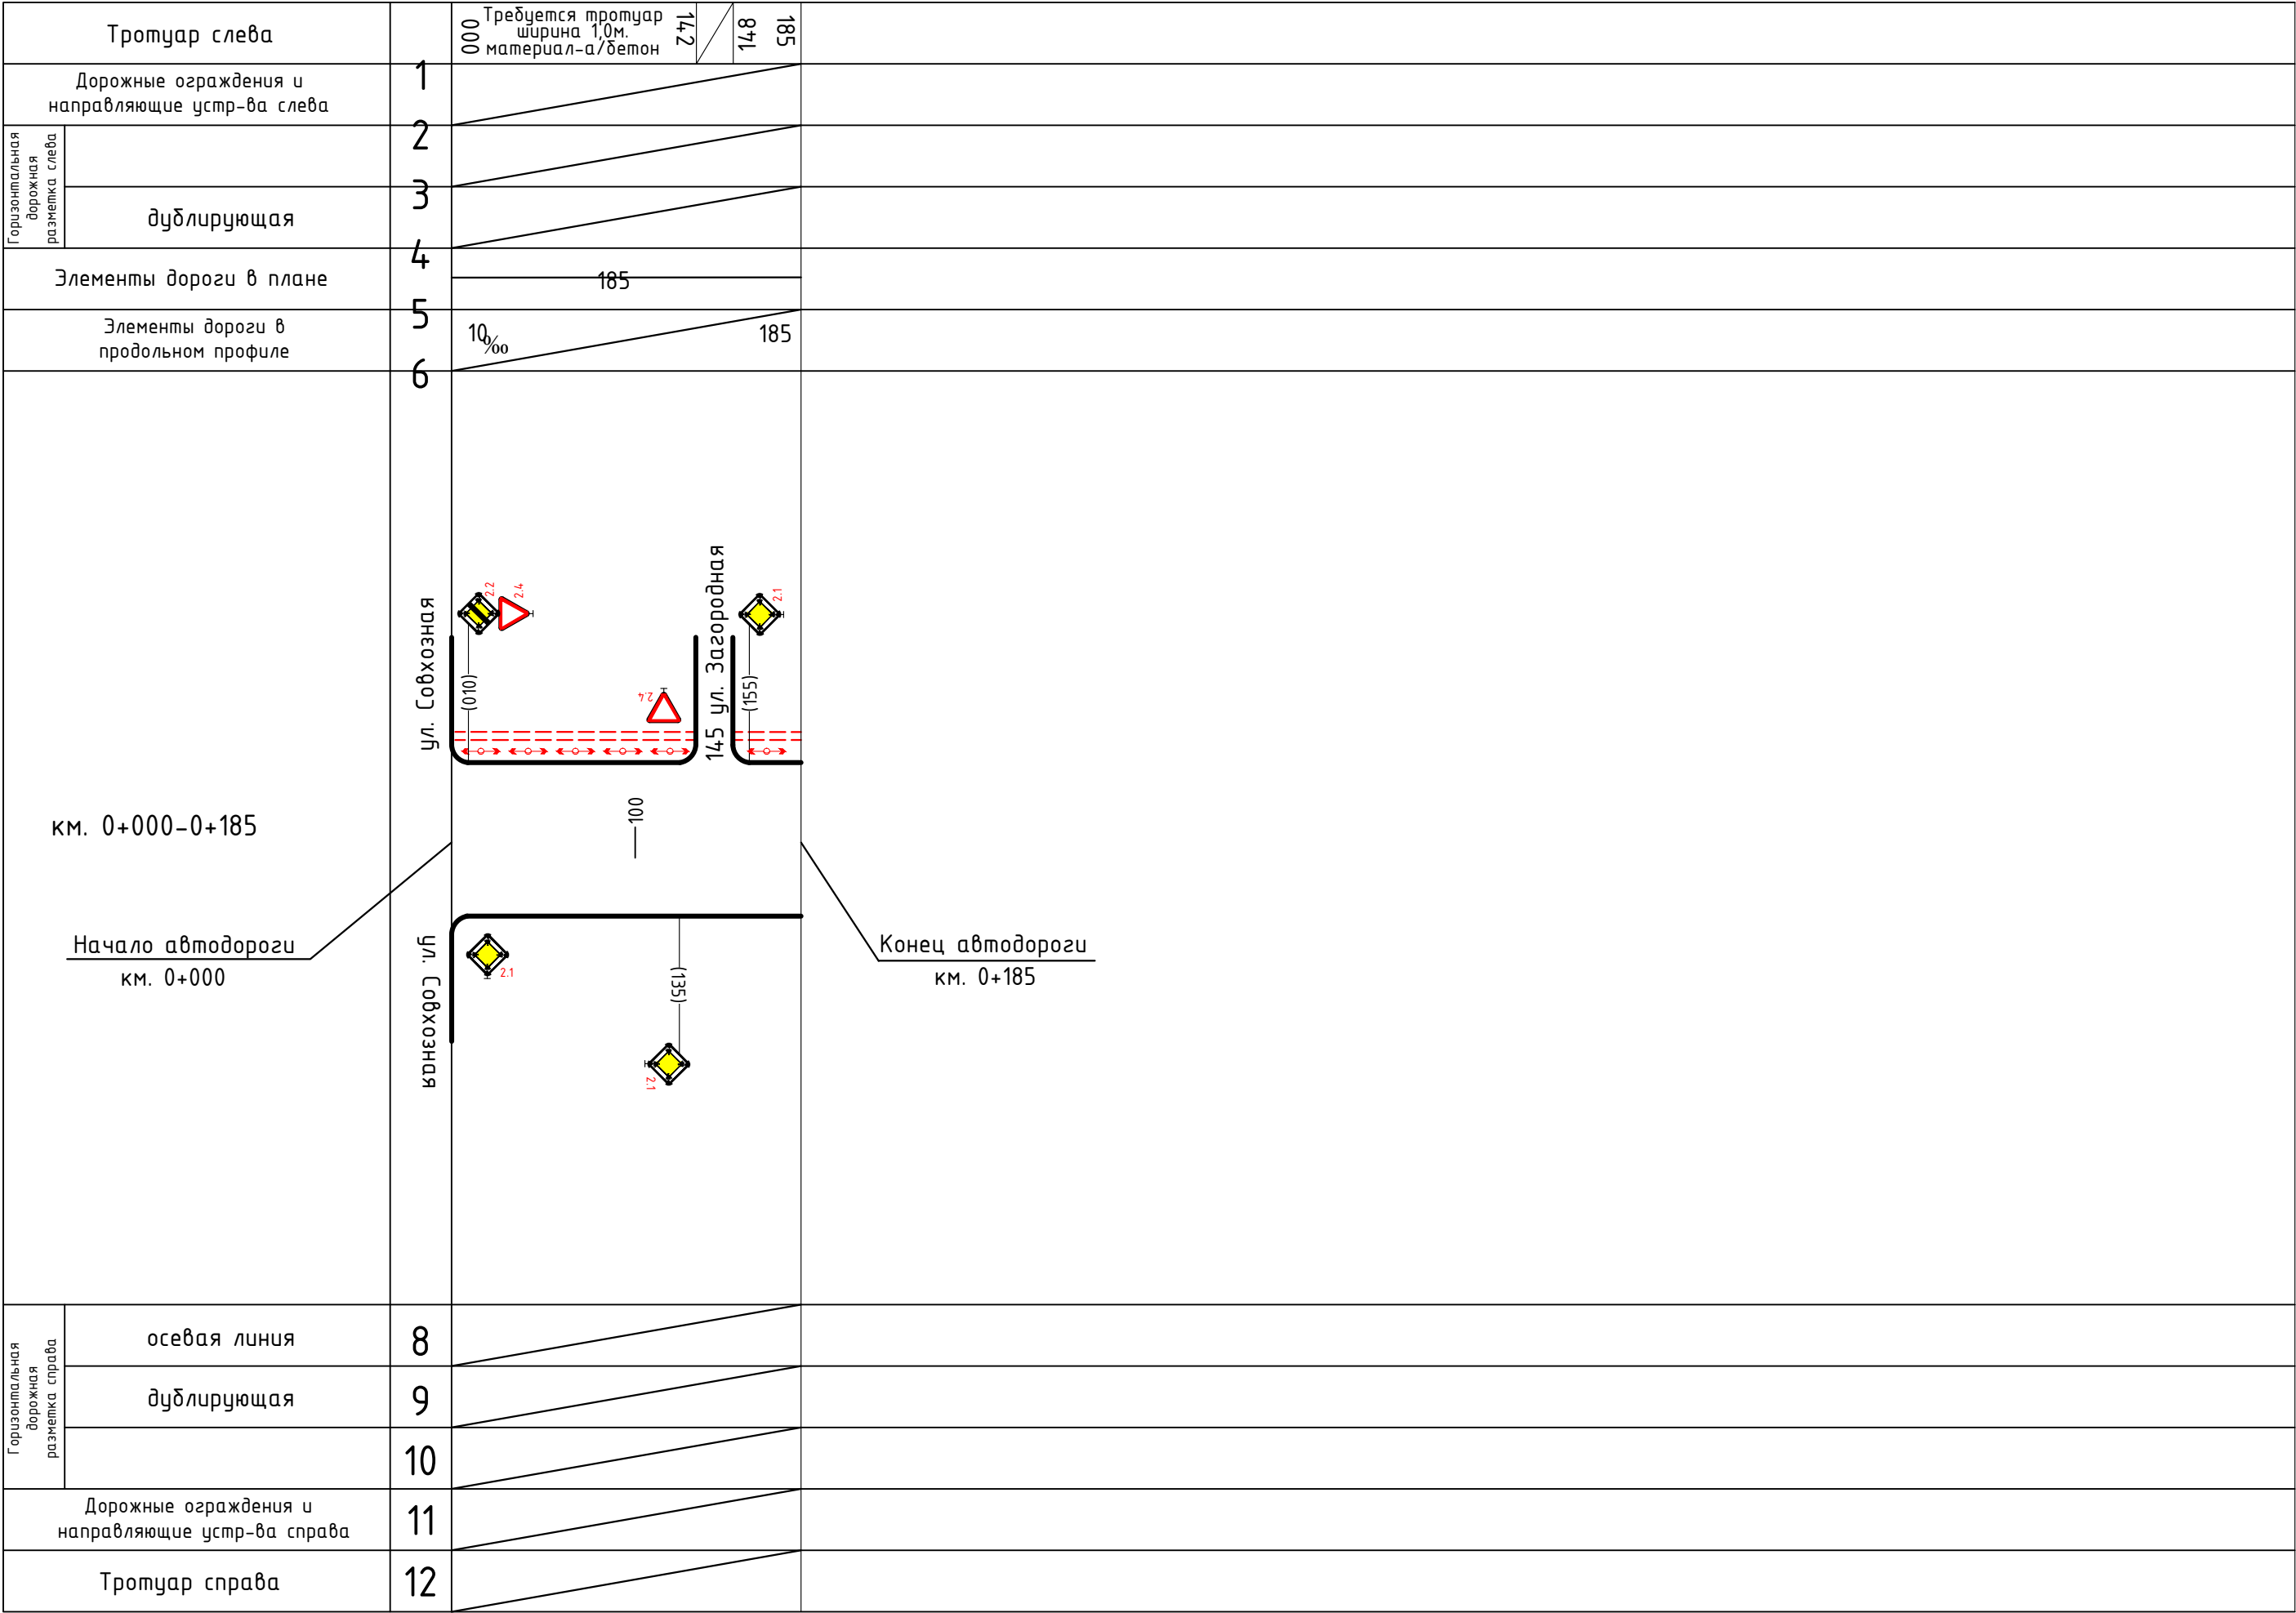 Тротуар слева
000
Требуется тротуар
ширина 1,0м.
материал-а/бетон
142
148
185
1
Дорожные ограждения и
направляющие устр-ва слева
2
Горизонтальная
дорожная
разметка слева
3
дублирующая
4
Элементы дороги в плане
185
5
Элементы дороги в
продольном профиле
10‰
185
6
ул. Совхозная
2.2
2.4
(010)
2.4
145 ул. Загородная
2.1
(155)
100
км. 0+000-0+185
Начало автодороги
км. 0+000
ул. Совхозная
2.1
(135)
2.1
Конец автодороги
км. 0+185
Горизонтальная
дорожная
разметка справа
осевая линия
8
дублирующая
9
10
Дорожные ограждения и
направляющие устр-ва справа
11
Тротуар справа
12